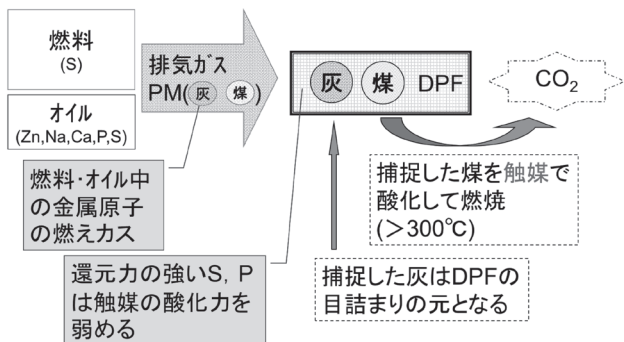 燃料
(S)
オイル
(Zn,Na,Ca,P,S)
排気ガス
PM(灰 煤)
灰 煤 DPF
CO₂
燃料・オイル中
の金属原子
の燃えカス
還元力の強いS, P
は触媒の酸化力を
弱める
捕捉した煤を触媒で
酸化して燃焼
(＞300℃)
捕捉した灰はDPFの
目詰まりの元となる